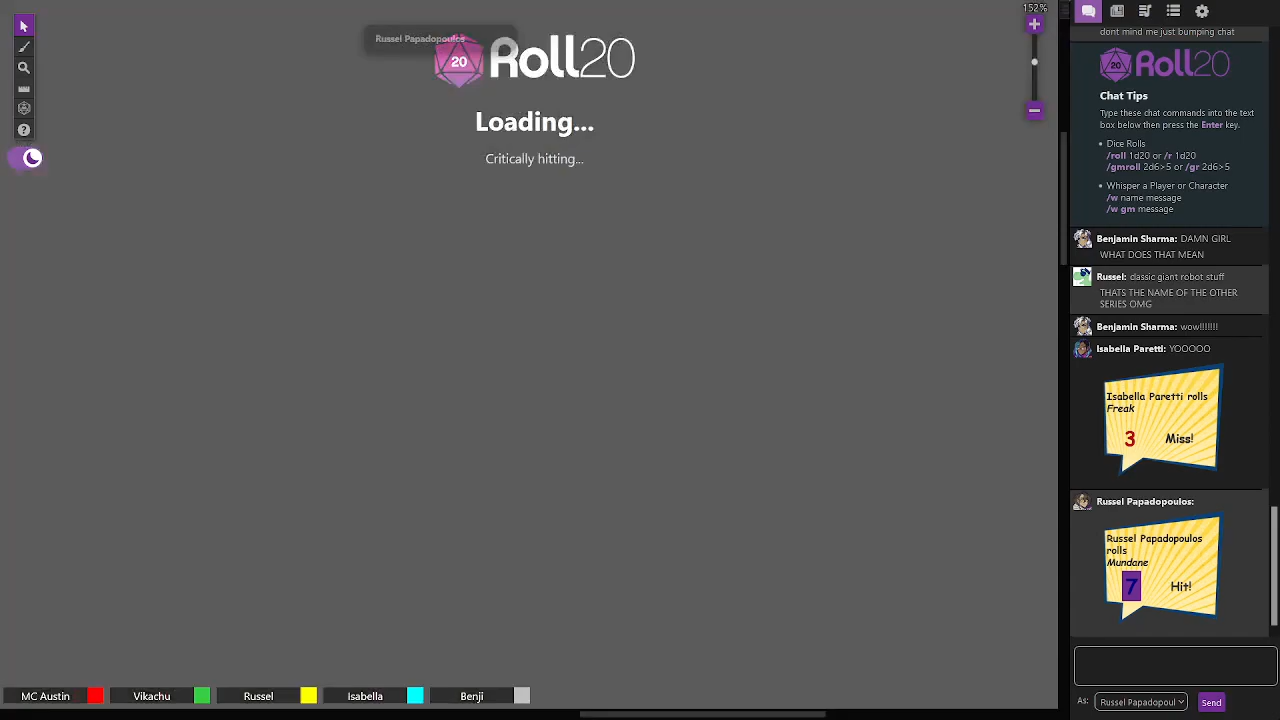 152%
Russel Papadopoulos
20
Roll20
Loading...
Critically hitting...
dont mind me just bumping chat
20
Roll20
Chat Tips
Type these chat commands into the text
box below then press the Enter key.
• Dice Rolls
/roll 1d20 or /r 1d20
/gmroll 2d6>5 or /gr 2d6>5
• Whisper a Player or Character
/w name message
/w gm message
Benjamin Sharma: DAMN GIRL
WHAT DOES THAT MEAN
Russel: classic giant robot stuff
THATS THE NAME OF THE OTHER
SERIES OMG
Benjamin Sharma: wow!!!!!!!
Isabella Paretti: YOOOOO
Isabella Paretti rolls
Freak
3 Miss!
Russel Papadopoulos:
Russel Papadopoulos
rolls
Mundane
7 Hit!
MC Austin
Vikachu
Russel
Isabella
Benji
As: Russel Papadopoul
Send